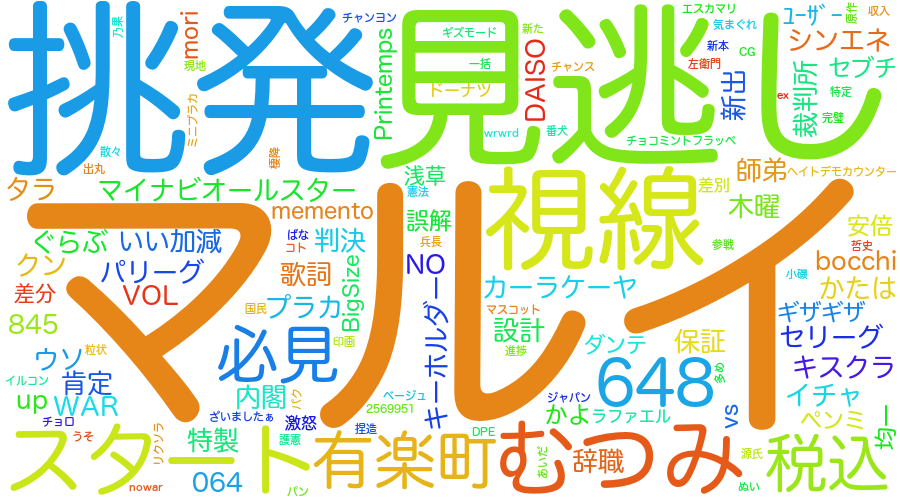 挑発
見逃し
マルイ
視線
スタート
有楽町
むつみ
税込
648
必見
mori
乃果
チャンヨン
現地
ミニブラカ
散々
出丸
棲絳
Printemps
ギズモード
一括
ドーナツ
wrwrd
DAISO
新た
チャンス
番犬
チョコミントフラッペ
エスカマリ
気まぐれ
新本
CG
左衛門
新出
ユーザー
原作
収入
シンエネ
セブチ
特定
完璧
裁判所
ex
タラ
マイナビオールスター
memento
浅草
憲法
誤解
兵長
師弟
ヘイトデモカウンター
差別
木曜
安倍
哲史
参戦
bocchi
小磯
かたは
ぐらぶ
いい加減
ばな
コト
判決
クン
パリーグ
歌詞
BigSize
NO
差分
VOL
国民
プラカ
印画
845
粒状
キーホルダー
カーラケーヤ
マスコット
設計
進捗
ダンテ
保証
ギザギザ
セリーグ
キスクラ
ウソ
イルコン
肯定
up
WAR
チョロ
内閣
バク
ページュ
2569951
ざいましたぁ
激怒
捏造
護憲
特製
リクソラ
うそ
064
nowar
パン
DPE
ジャパン
かよ
ラファエル
あいだ
辞職
多め
vs
イチャ
ペンミ
源氏
ぬい
均一